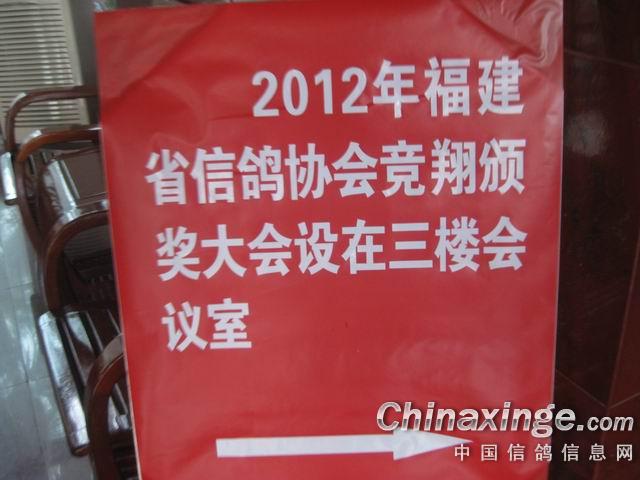 2012年福建
省信鸽协会竞翔颁
奖大会设在三楼会
议室
Chinaxinge.com
中国信鸽信息网